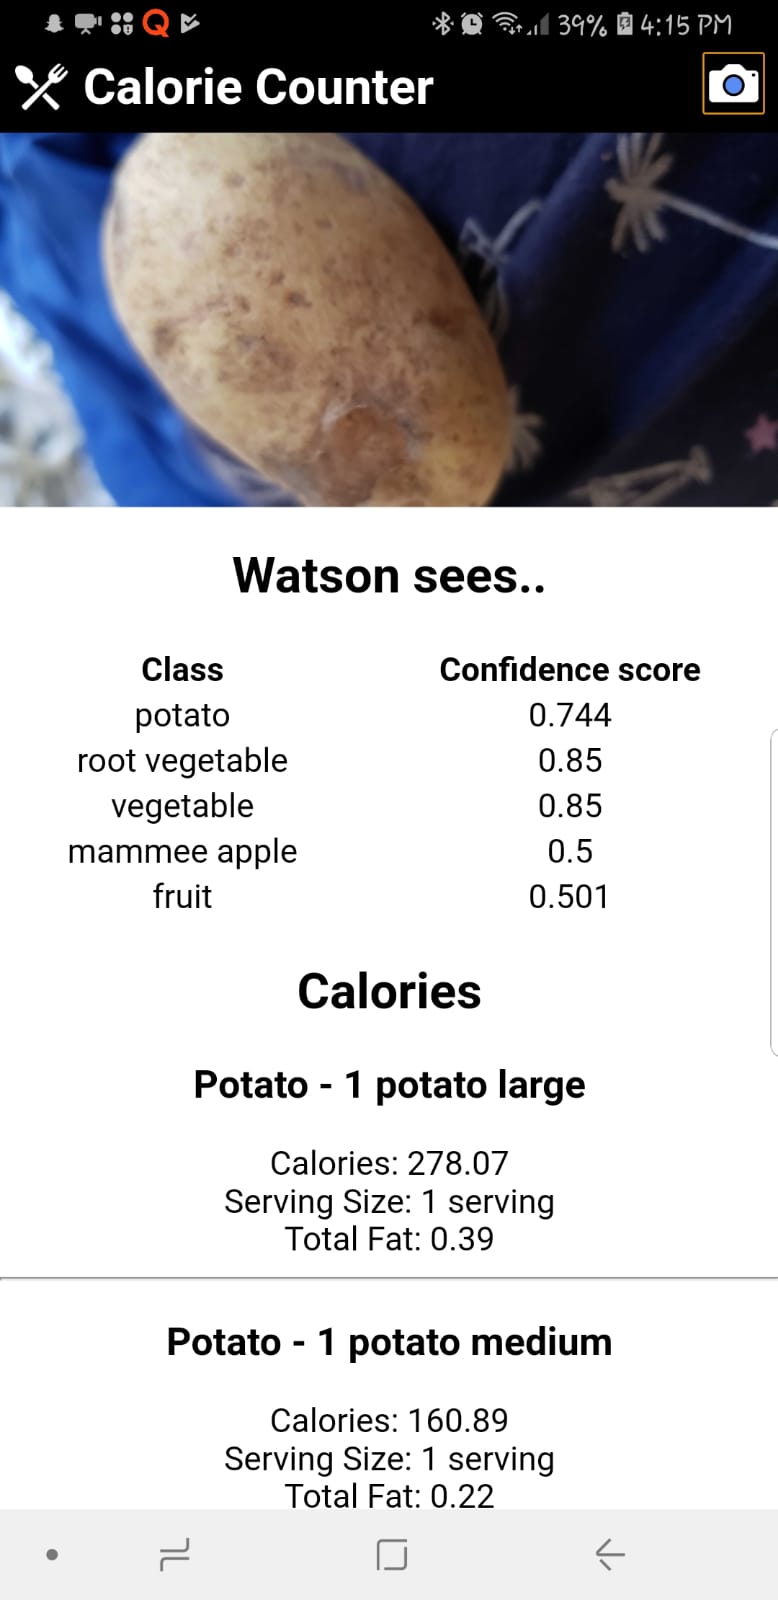 39% 4:15 PM
Calorie Counter
Watson sees..
Class Confidence score
potato 0.744
root vegetable 0.85
vegetable 0.85
mammee apple 0.5
fruit 0.501
Calories
Potato - 1 potato large
Calories: 278.07
Serving Size: 1 serving
Total Fat: 0.39
Potato - 1 potato medium
Calories: 160.89
Serving Size: 1 serving
Total Fat: 0.22